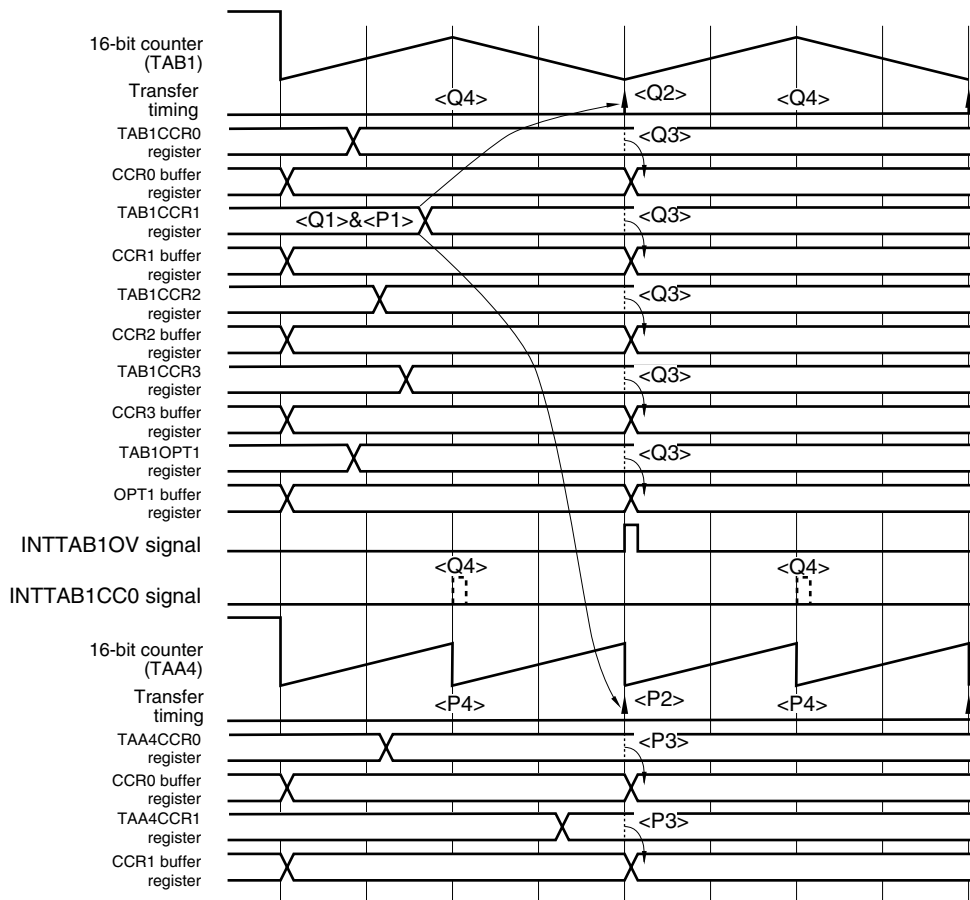 16-bit counter
(TAB1)
Transfer
timing
<Q4>
<Q2>
<Q4>
TAB1CCR0
register
<Q3>
CCR0 buffer
register
TAB1CCR1
register
<Q1>&<P1>
<Q3>
CCR1 buffer
register
TAB1CCR2
register
<Q3>
CCR2 buffer
register
TAB1CCR3
register
<Q3>
CCR3 buffer
register
TAB1OPT1
register
<Q3>
OPT1 buffer
register
INTTAB1OV signal
<Q4>
<Q4>
INTTAB1CC0 signal
16-bit counter
(TAA4)
Transfer
timing
<P4>
<P2>
<P4>
TAA4CCR0
register
<P3>
CCR0 buffer
register
TAA4CCR1
register
<P3>
CCR1 buffer
register